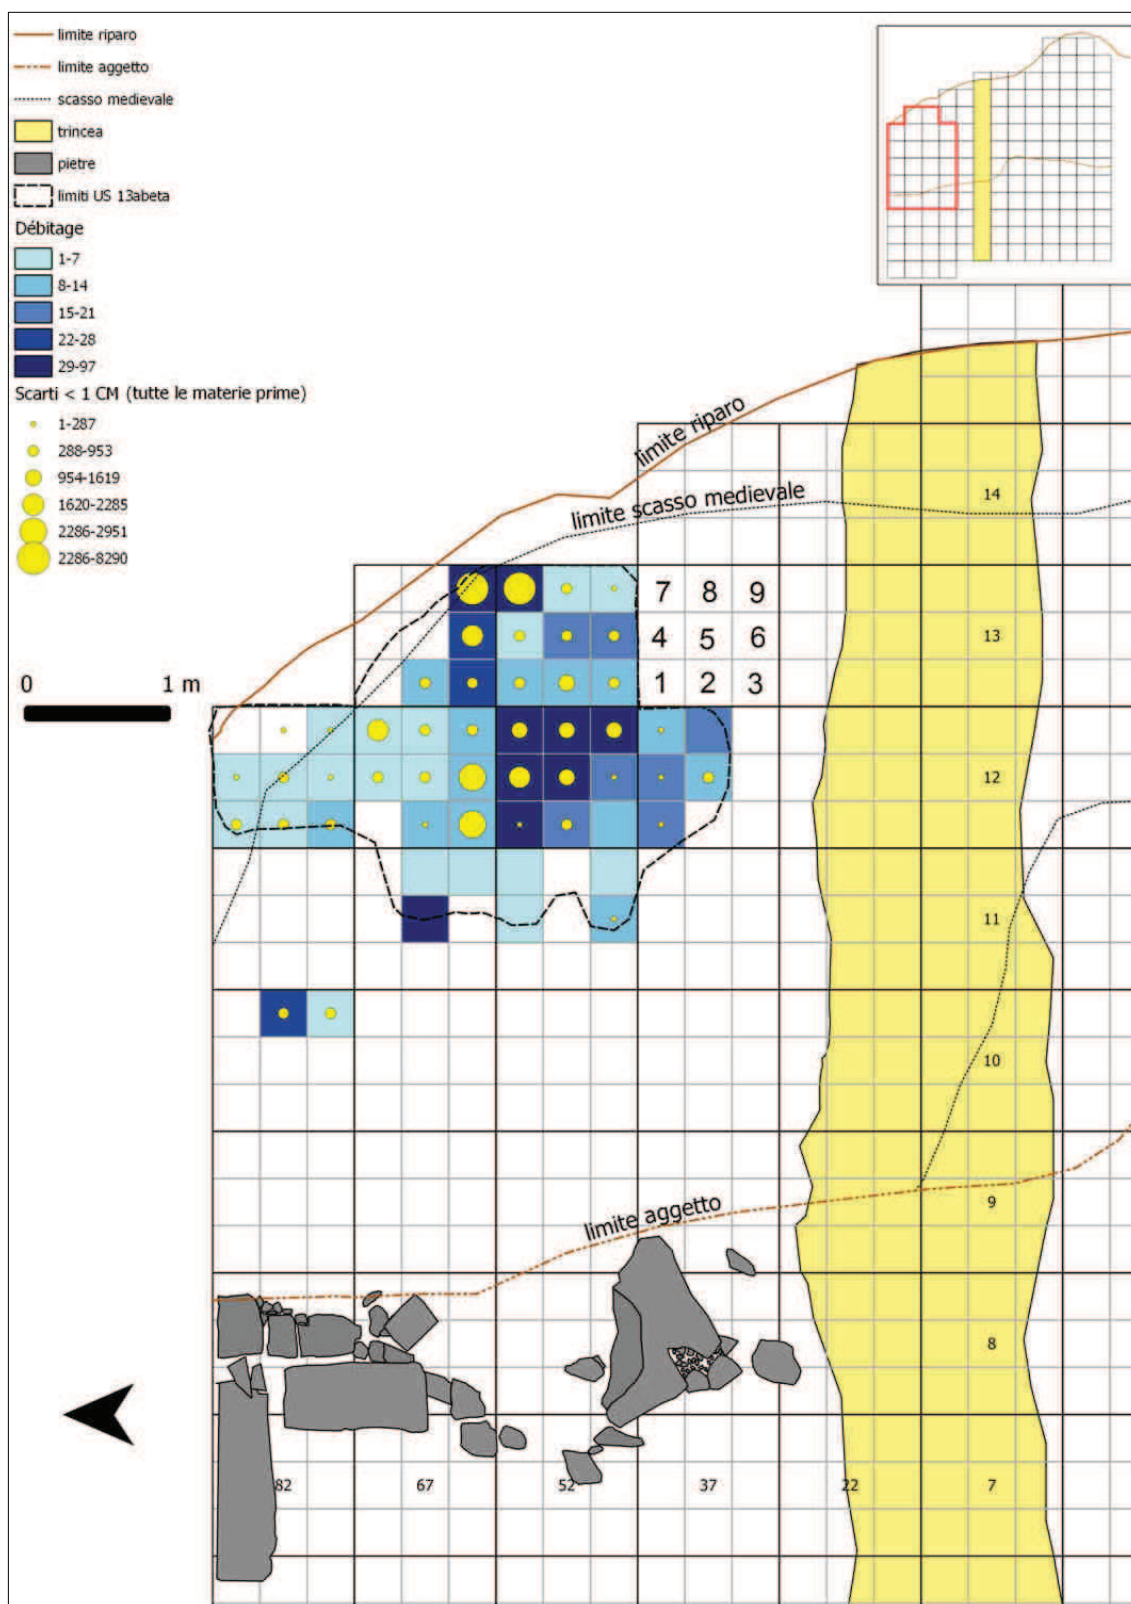 limite riparo
limite aggetto
scasso medievale
trincea
pietre
limiti US 13abeta
Débitage
1-7
8-14
15-21
22-28
29-97
Scarti < 1 CM (tutte le materie prime)
1-287
288-953
954-1619
1620-2285
2286-2951
2286-8290
limite riparo
limite scasso medievale
14
7 8 9
4 5 6
13
1 2 3
0 1 m
12
11
10
limite aggetto
9
8
82 67 52 37 22 7